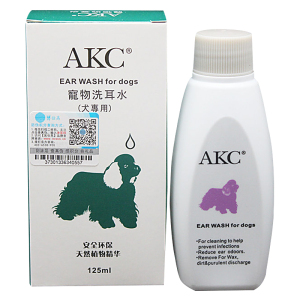 AKC®
EAR WASH for dogs
寵物洗耳水
(犬專用)
37301336340557
安全环保
天然植物精华
125ml
AKC®
EAR WASH for dogs
•For cleaning to help
prevent infections
•Reduce ear odors.
•Remove For Wax,
dirt&purulent discharge